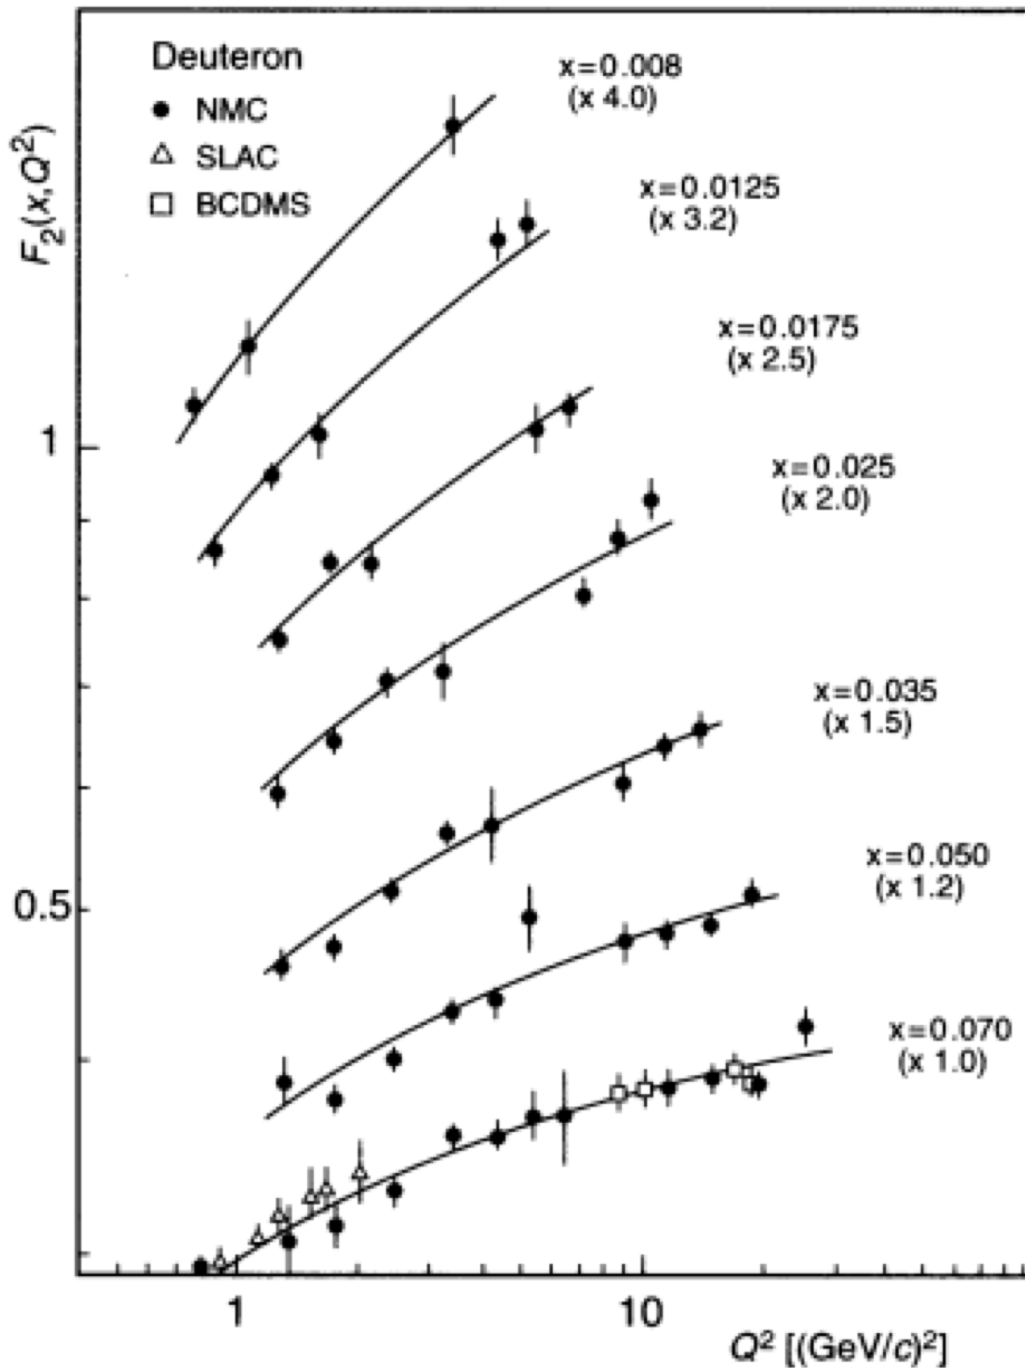 Deuteron
NMC
SLAC
BCDMS
F₂(x,Q²)
x=0.008
(x 4.0)
x=0.0125
(x 3.2)
x=0.0175
(x 2.5)
x=0.025
(x 2.0)
x=0.035
(x 1.5)
x=0.050
(x 1.2)
x=0.070
(x 1.0)
1
0.5
1
10
Q² [(GeV/c)²]